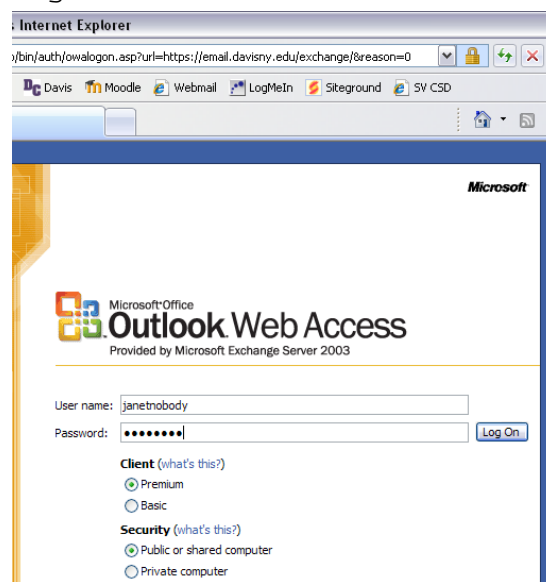 Internet Explorer
/bin/auth/owalogon.asp?url=https://email.davisny.edu/exchange/&reason=0
Davis Moodle Webmail LogMeIn Siteground SV CSD
Microsoft
Microsoft Office
Outlook Web Access
Provided by Microsoft Exchange Server 2003
User name: janetnobody
Password: ●●●●●●●●
Log On
Client (what's this?)
Premium
Basic
Security (what's this?)
Public or shared computer
Private computer